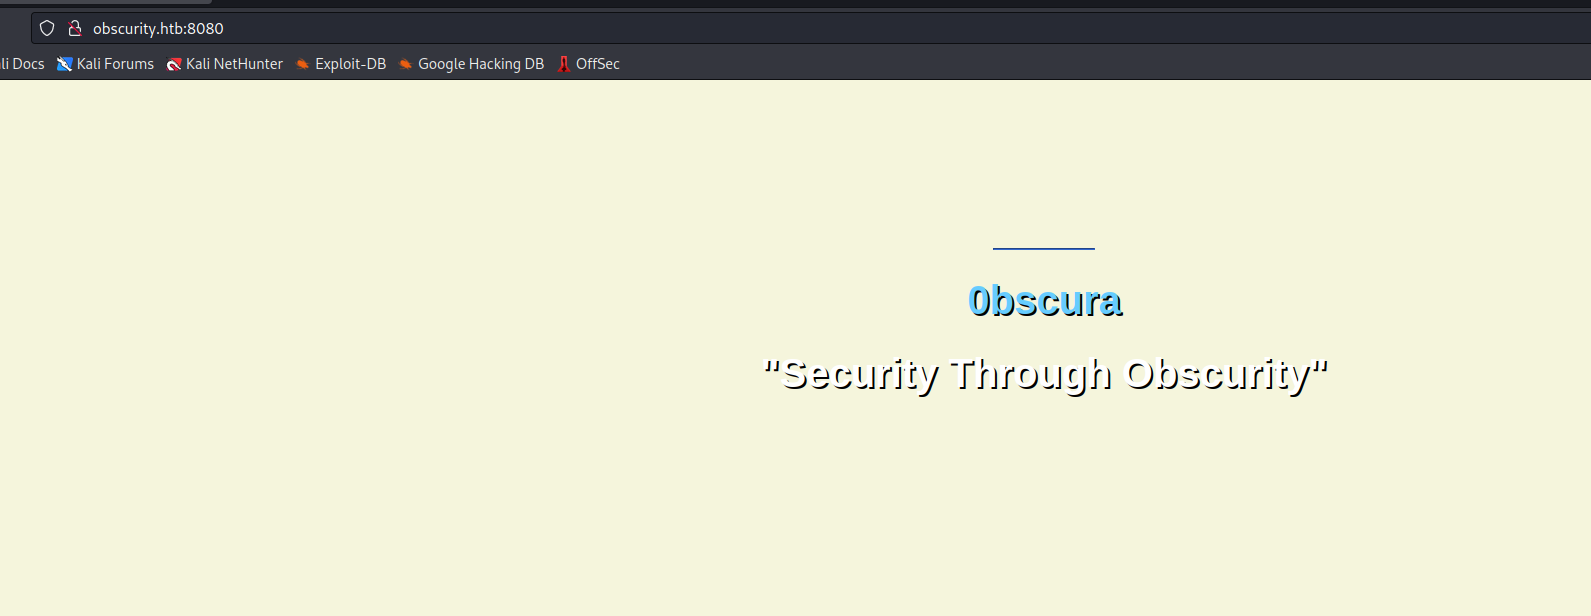 obscurity.htb:8080
li Docs Kali Forums Kali NetHunter Exploit-DB Google Hacking DB OffSec
0bscura
"Security Through Obscurity"